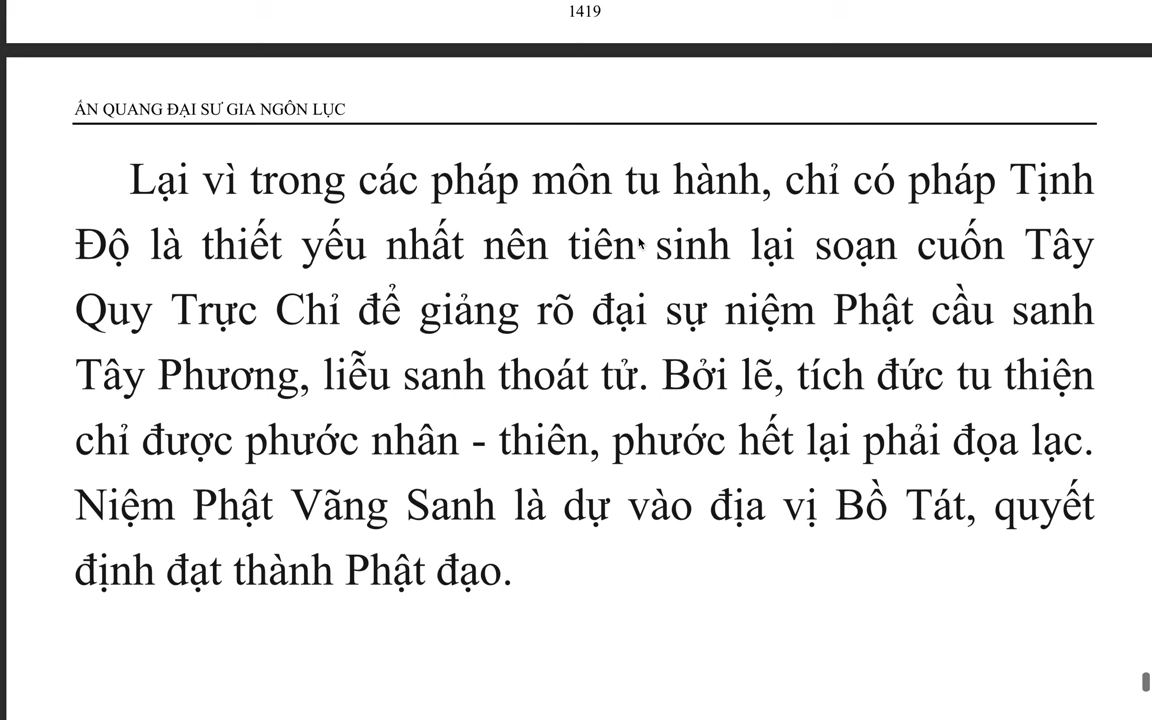 1419
ẤN QUANG ĐẠI SƯ GIA NGÔN LỤC
Lại vì trong các pháp môn tu hành, chỉ có pháp Tịnh
Độ là thiết yếu nhất nên tiên sinh lại soạn cuốn Tây
Quy Trực Chỉ để giảng rõ đại sự niệm Phật cầu sanh
Tây Phương, liễu sanh thoát tử. Bởi lẽ, tích đức tu thiện
chỉ được phước nhân - thiên, phước hết lại phải đọa lạc.
Niệm Phật Vãng Sanh là dự vào địa vị Bồ Tát, quyết
định đạt thành Phật đạo.